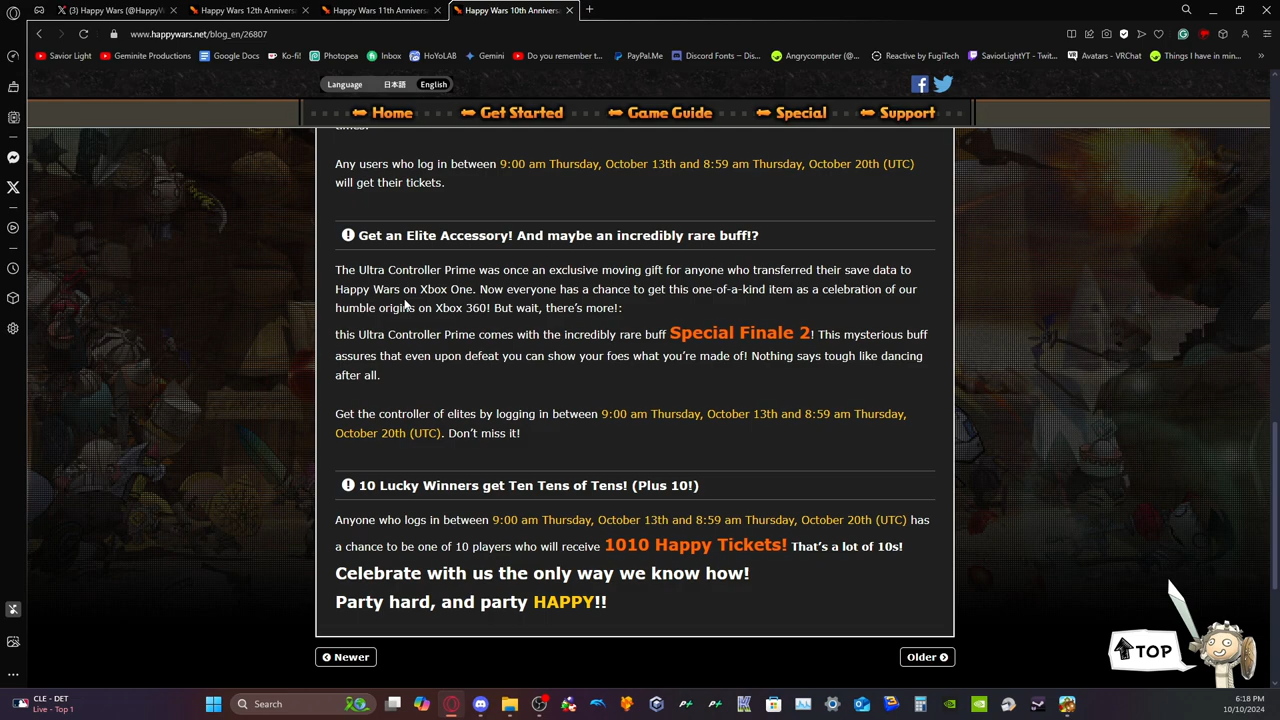 (3) Happy Wars (@HappyW
Happy Wars 12th Annivers
Happy Wars 11th Annivers
Happy Wars 10th Annivers
www.happywars.net/blog_en/26807
Savior Light
Geminite Productions
Google Docs
Ko-fi
Photopea
Inbox
HoYoLAB
Gemini
Do you remember t...
PayPal.Me
Discord Fonts – Dis...
Angrycomputer (@...
Reactive by FugiTech
SaviorLightYT - Twit...
Avatars – VRChat
Things I have in min...
Language
日本語
English
Home
Get Started
Game Guide
Special
Support
times.
Any users who log in between 9:00 am Thursday, October 13th and 8:59 am Thursday, October 20th (UTC)
will get their tickets.
Get an Elite Accessory! And maybe an incredibly rare buff!?
The Ultra Controller Prime was once an exclusive moving gift for anyone who transferred their save data to
Happy Wars on Xbox One. Now everyone has a chance to get this one-of-a-kind item as a celebration of our
humble origins on Xbox 360! But wait, there's more!:
this Ultra Controller Prime comes with the incredibly rare buff Special Finale 2! This mysterious buff
assures that even upon defeat you can show your foes what you're made of! Nothing says tough like dancing
after all.
Get the controller of elites by logging in between 9:00 am Thursday, October 13th and 8:59 am Thursday,
October 20th (UTC). Don't miss it!
10 Lucky Winners get Ten Tens of Tens! (Plus 10!)
Anyone who logs in between 9:00 am Thursday, October 13th and 8:59 am Thursday, October 20th (UTC) has
a chance to be one of 10 players who will receive 1010 Happy Tickets! That's a lot of 10s!
Celebrate with us the only way we know how!
Party hard, and party HAPPY!!
TOP
Newer
Older
CLE - DET
Top 1
Search
6:18 PM
10/10/2024